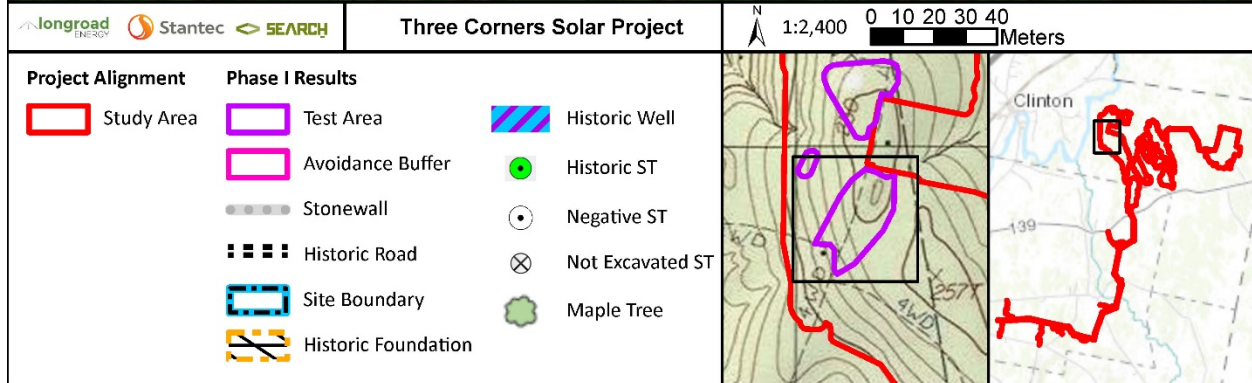 longroad
ENERGY
Stantec
SEARCH
Three Corners Solar Project
N
1:2,400
0 10 20 30 40
Meters
Project Alignment
Study Area
Phase I Results
Test Area
Avoidance Buffer
Stonewall
Historic Road
Site Boundary
Historic Foundation
Historic Well
Historic ST
Negative ST
Not Excavated ST
Maple Tree
WD
4WD
4WD
257T
Clinton
139